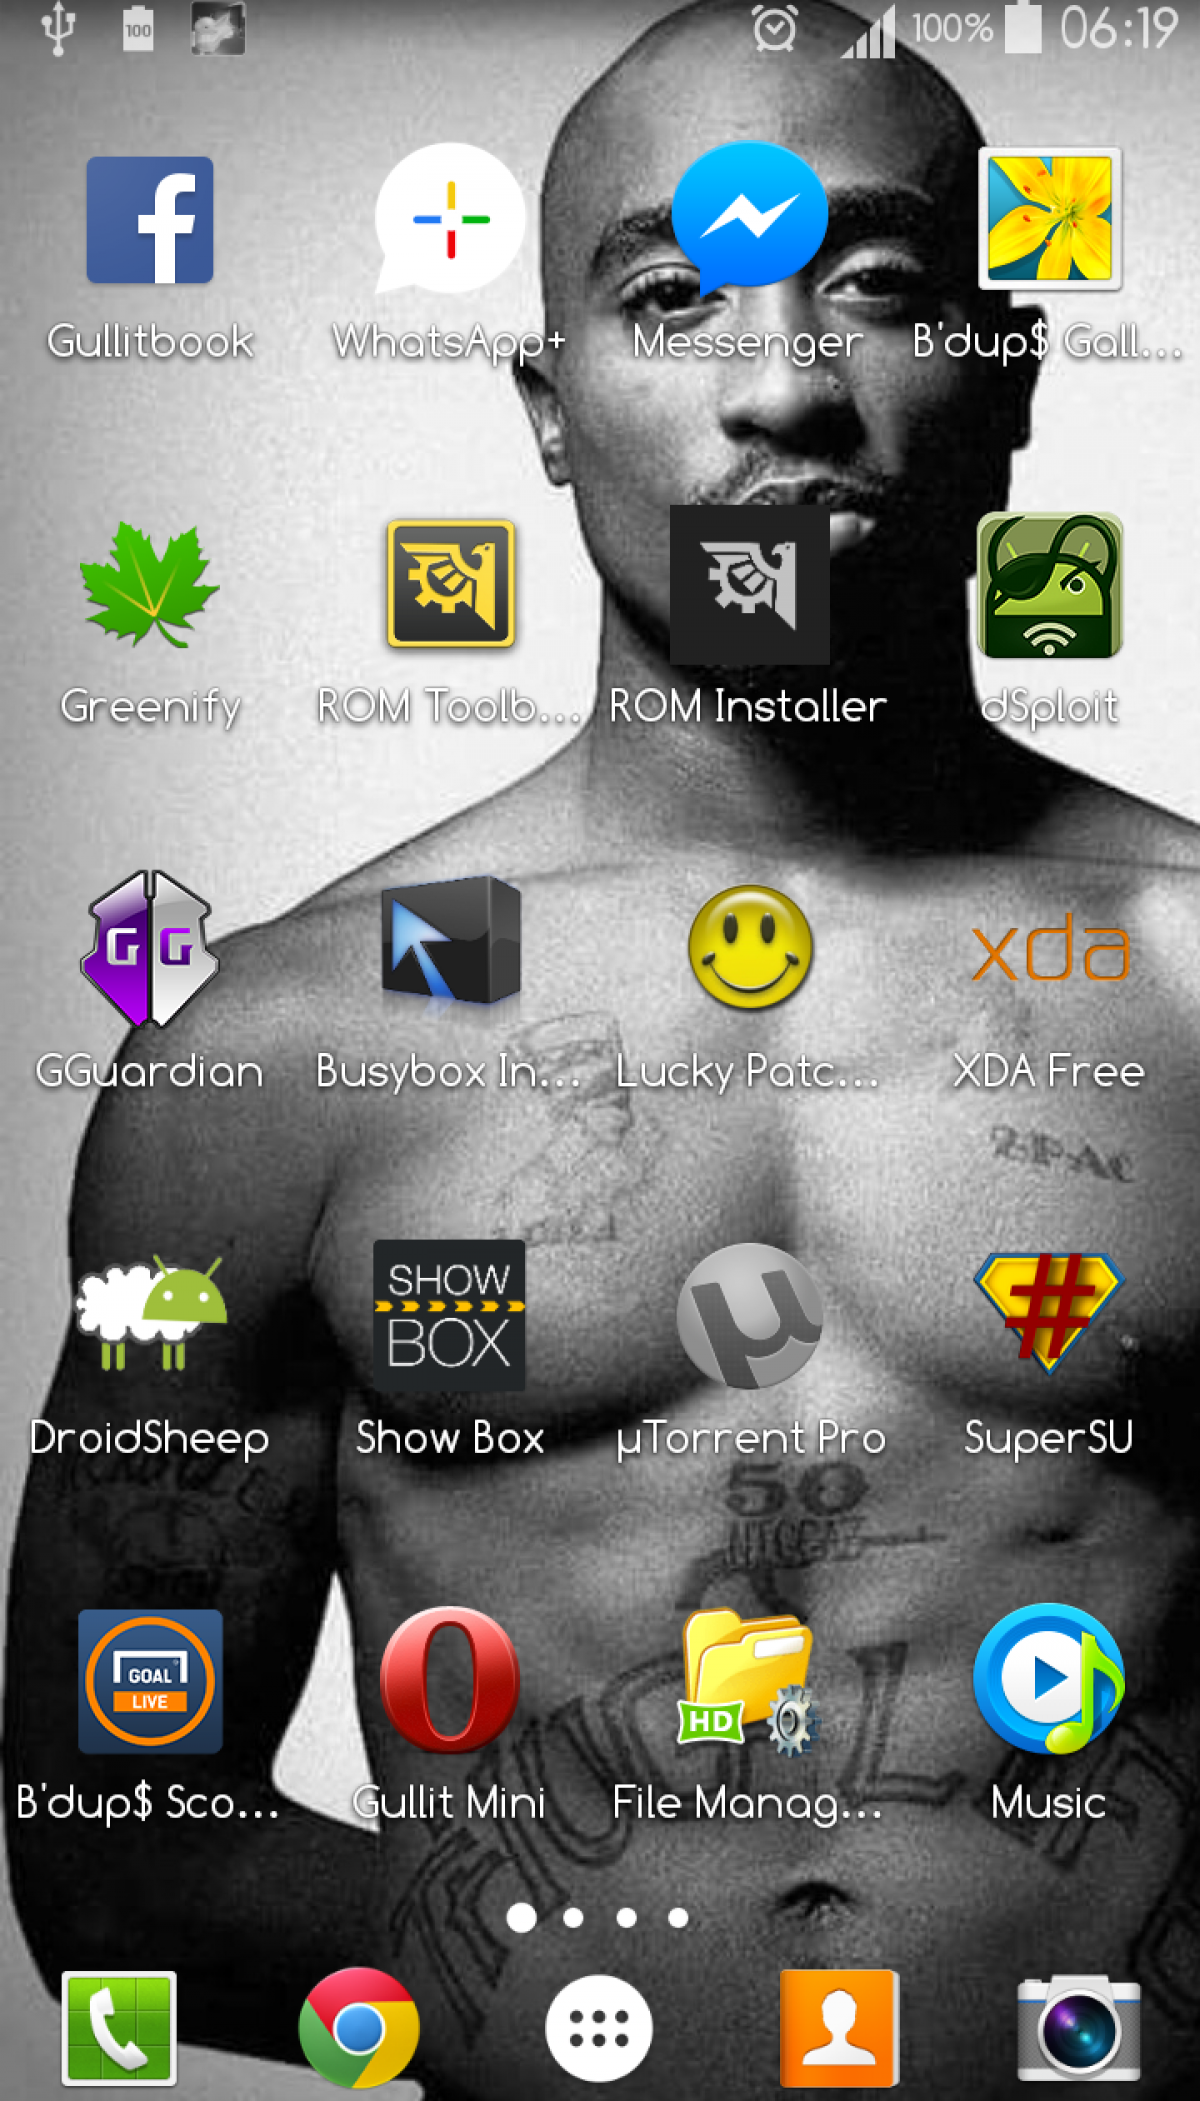 100 100% 06:19
Gullitbook WhatsApp+ Messenger B'dup$ Gall...
Greenify ROM Toolb... ROM Installer dSploit
G G xda
GGuardian Busybox In... Lucky Patc... XDA Free
2PAC
SHOW
BOX
DroidSheep Show Box µTorrent Pro SuperSU
50
GOAL
LIVE
HD
B'dup$ Sco... Gullit Mini File Manag... Music